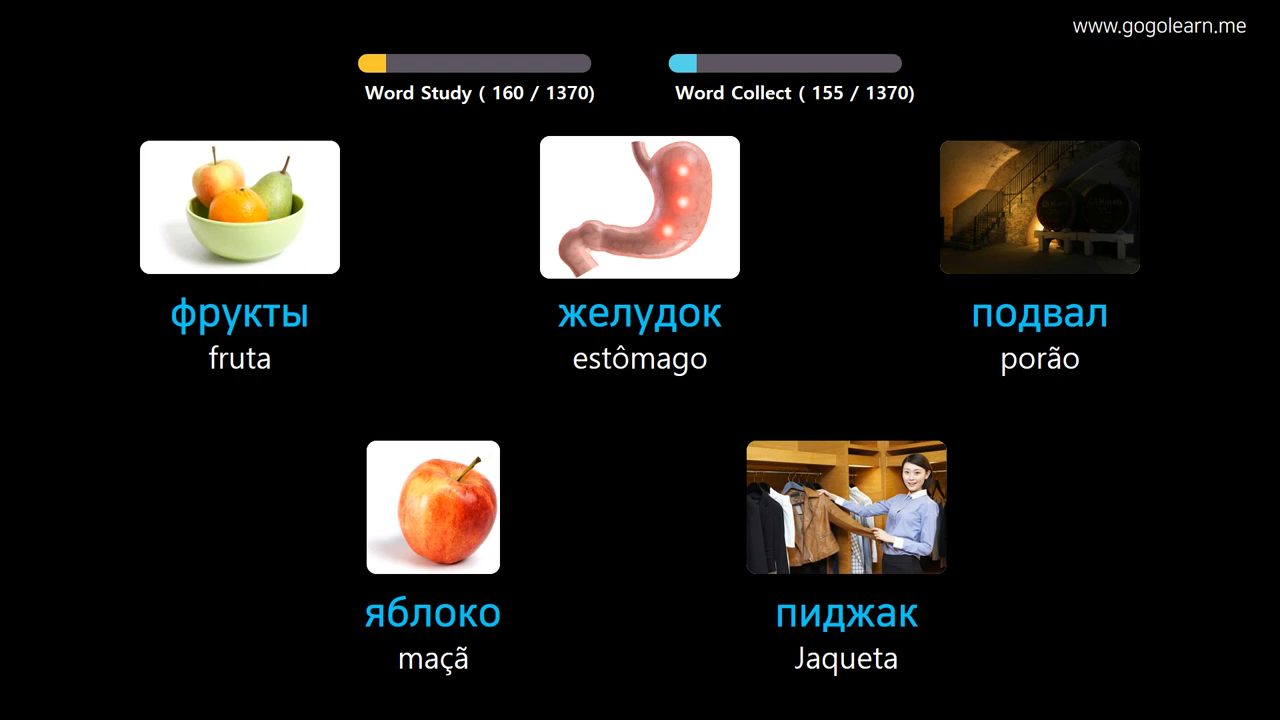 www.gogolearn.me
Word Study ( 160 / 1370)
Word Collect ( 155 / 1370)
фрукты
fruta
желудок
estômago
подвал
porão
яблоко
maçã
пиджак
Jaqueta